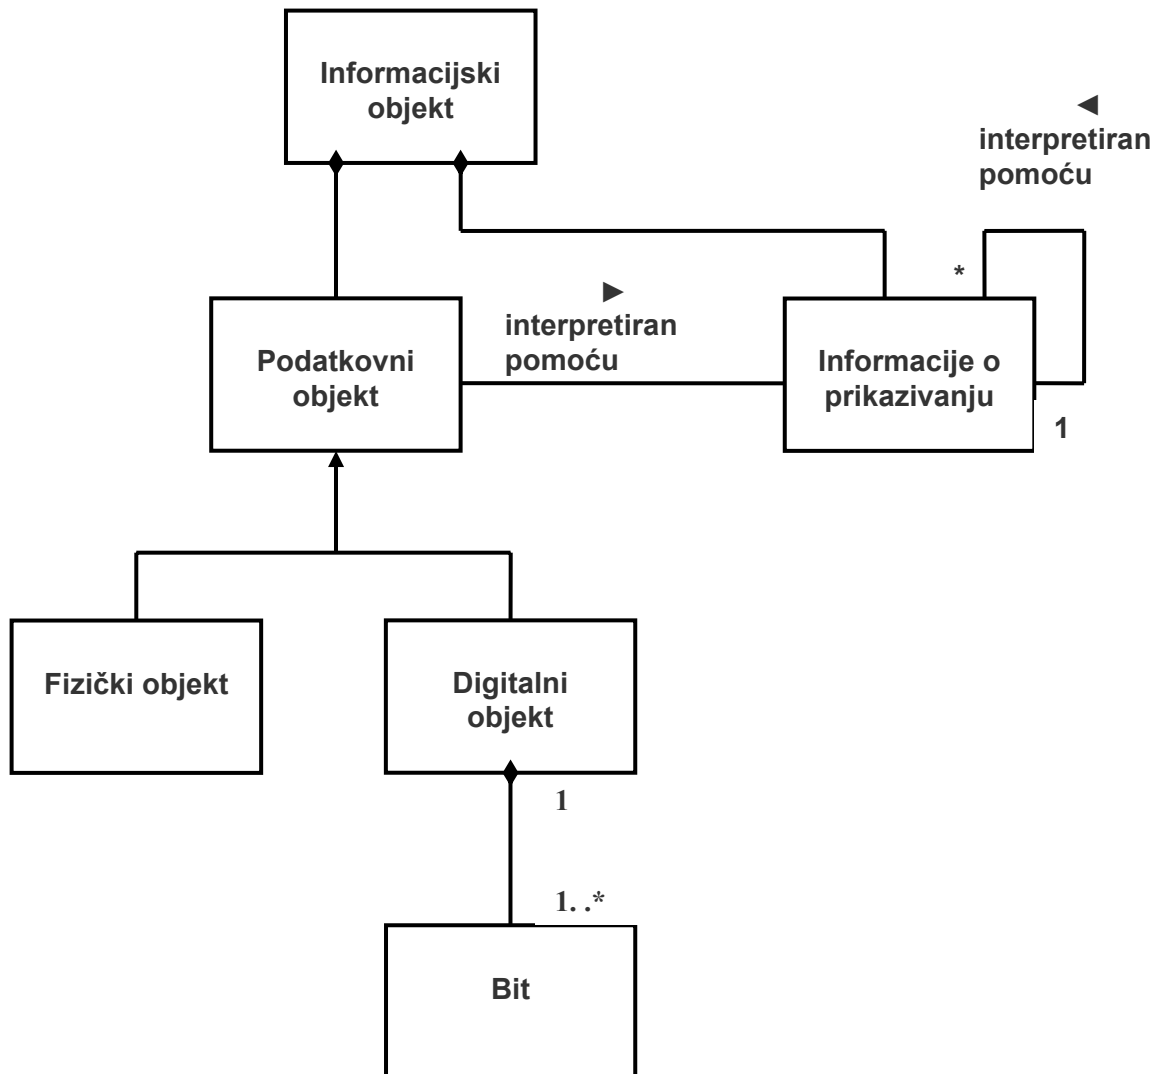 Informacijski
objekt
◄
interpretiran
pomoću
*
►
interpretiran
pomoću
Podatkovni
objekt
Informacije o
prikazivanju
1
Fizički objekt
Digitalni
objekt
1
1. .*
Bit